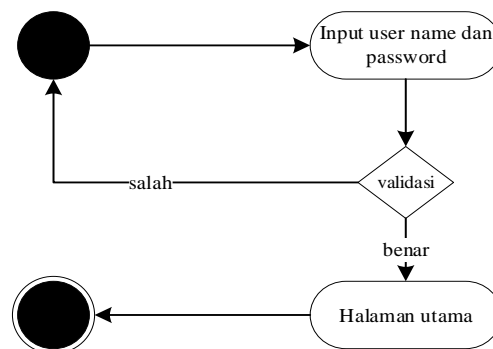 Input user name dan
password
validasi
salah
benar
Halaman utama